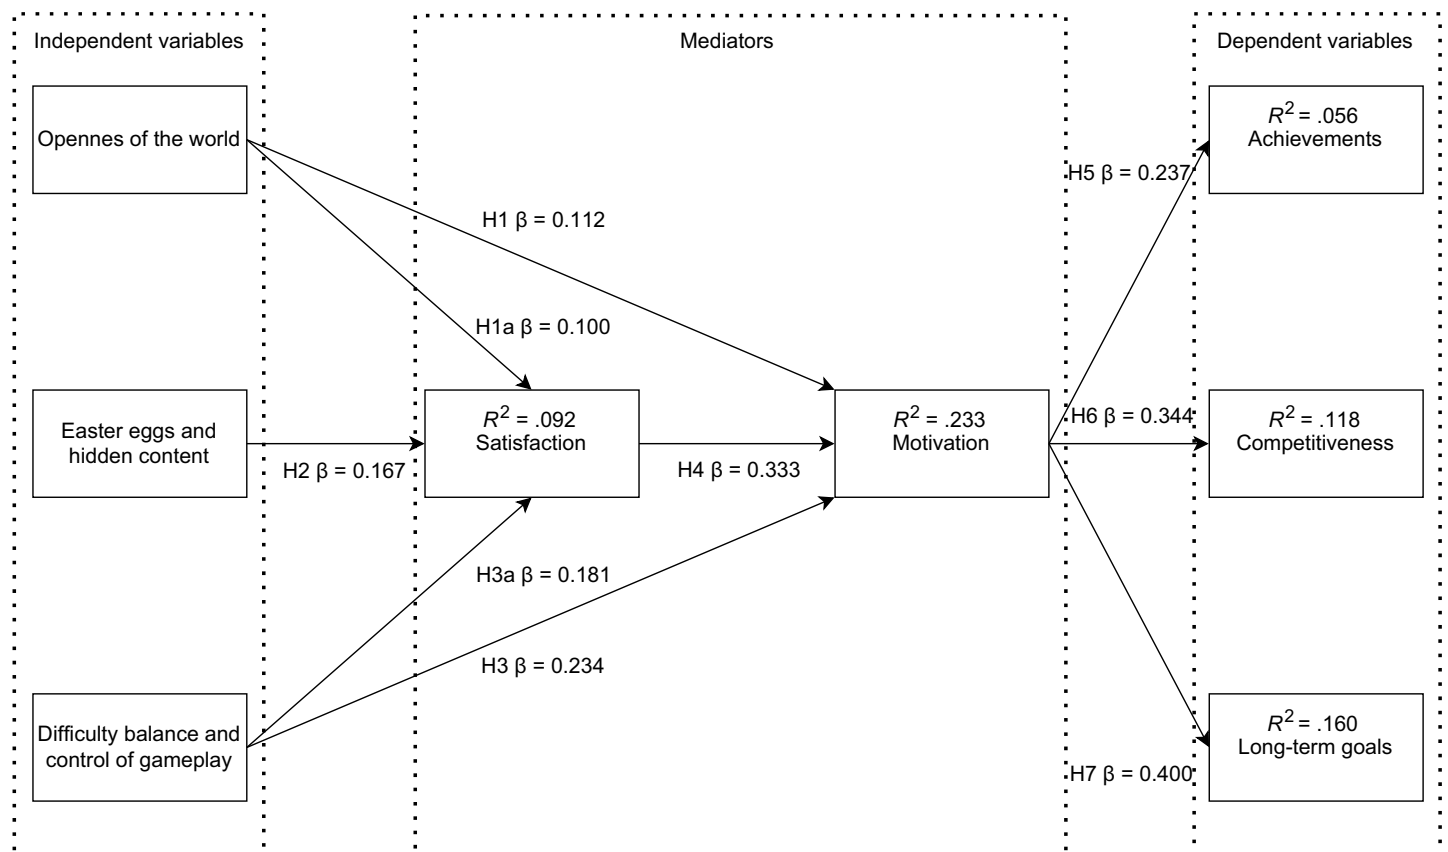 Independent variables
Mediators
Dependent variables
Opennes of the world
R² = .056
Achievements
H5 β = 0.237
H1 β = 0.112
H1a β = 0.100
Easter eggs and
hidden content
H2 β = 0.167
R² = .092
Satisfaction
H4 β = 0.333
R² = .233
Motivation
H6 β = 0.344
R² = .118
Competitiveness
H3a β = 0.181
H3 β = 0.234
Difficulty balance and
control of gameplay
H7 β = 0.400
R² = .160
Long-term goals